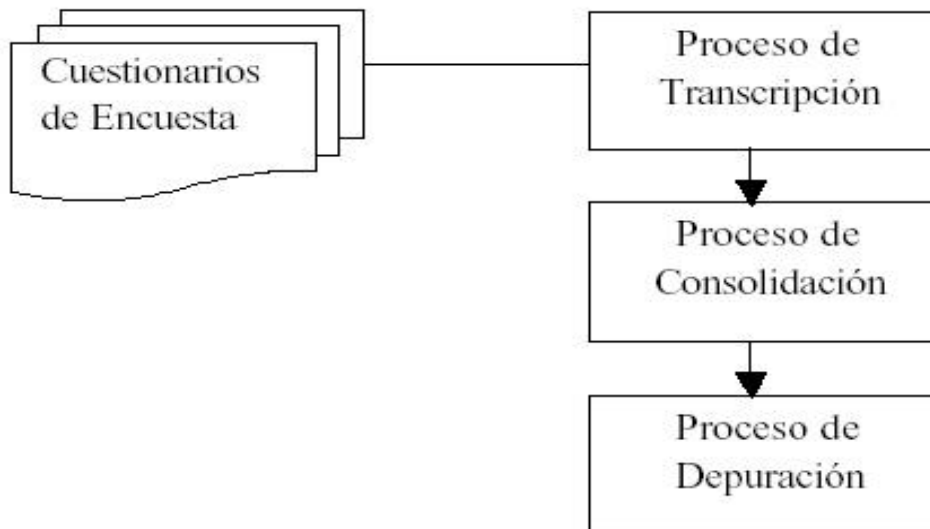 Cuestionarios
de Encuesta
Proceso de
Transcripción
Proceso de
Consolidación
Proceso de
Depuración